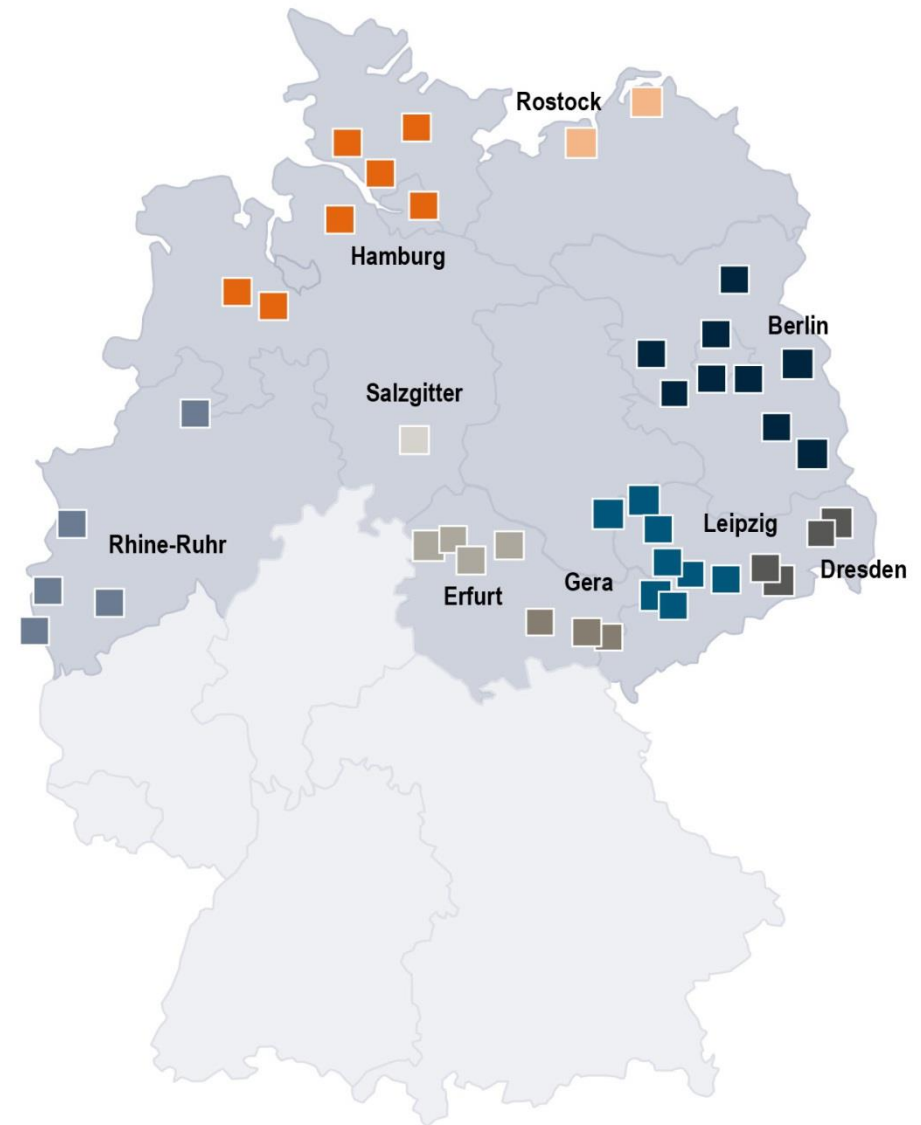 Rostock
Hamburg
Berlin
Salzgitter
Leipzig
Rhine-Ruhr
Dresden
Gera
Erfurt